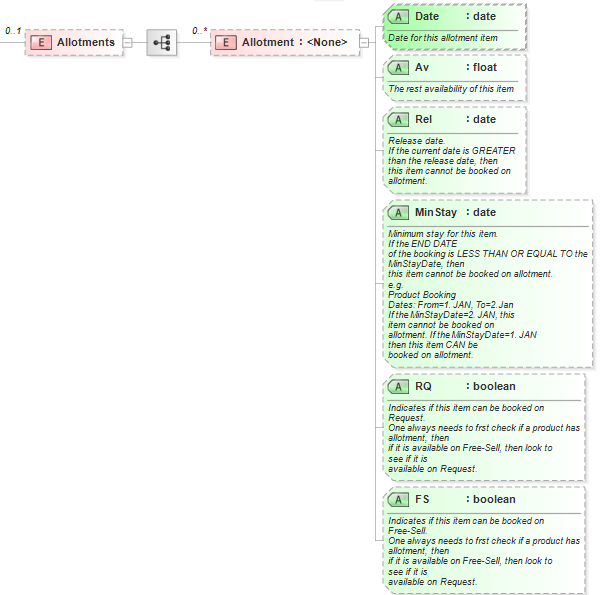 0..1
E Allotments
0..*
E Allotment : <None>
A Date : date
Date for this allotment item
A Av : float
The rest availability of this item
A Rel : date
Release date.
If the current date is GREATER
than the release date, then
this item cannot be booked on
allotment.
A MinStay : date
Minimum stay for this item.
If the END DATE
of the booking is LESS THAN OR EQUAL TO the
MinStayDate, then
this item cannot be booked on allotment.
e.g.
Product Booking
Dates: From=1. JAN, To=2.Jan
If the MinStayDate=2. JAN, this
item cannot be booked on
allotment. If the MinStayDate=1. JAN
then this item CAN be
booked on allotment.
A RQ : boolean
Indicates if this item can be booked on
Request.
One always needs to frst check if a product has
allotment, then
if it is available on Free-Sell, then look to
see if it is
available on Request.
A FS : boolean
Indicates if this item can be booked on
Free-Sell.
One always needs to frst check if a product has
allotment, then
if it is available on Free-Sell, then look to
see if it is
available on Request.